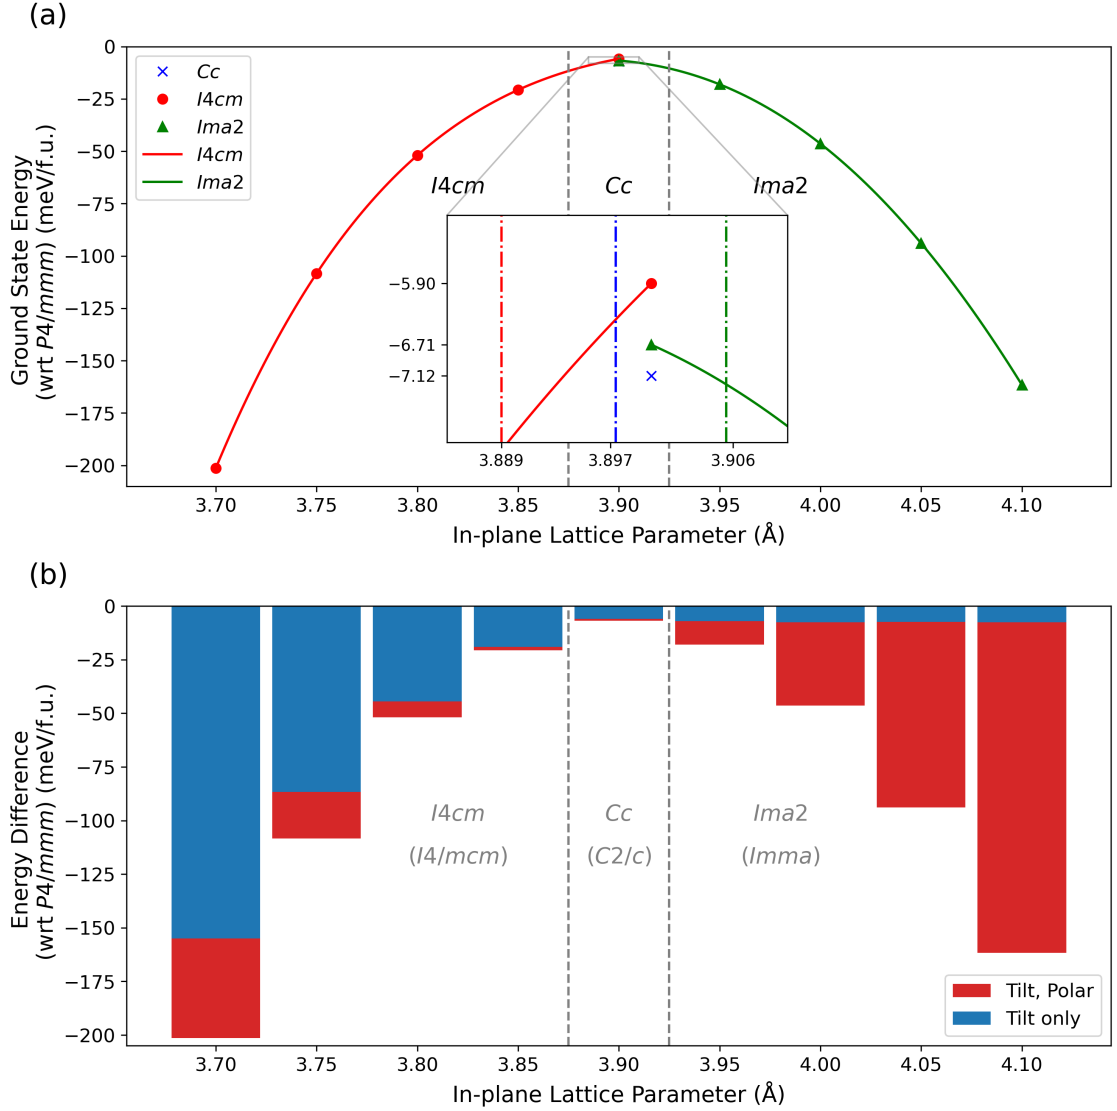 (a)
Ground State Energy
(wrt P4/mmm) (meV/f.u.)
0
−25
−50
−75
−100
−125
−150
−175
−200
Cc
I4cm
Ima2
I4cm
Ima2
I4cm
Cc
Ima2
−5.90
−6.71
−7.12
3.889
3.897
3.906
3.70
3.75
3.80
3.85
3.90
3.95
4.00
4.05
4.10
In-plane Lattice Parameter (Å)
(b)
Energy Difference
(wrt P4/mmm) (meV/f.u.)
0
−25
−50
−75
−100
−125
−150
−175
−200
I4cm
(I4/mcm)
Cc
(C2/c)
Ima2
(Imma)
Tilt, Polar
Tilt only
3.70
3.75
3.80
3.85
3.90
3.95
4.00
4.05
4.10
In-plane Lattice Parameter (Å)